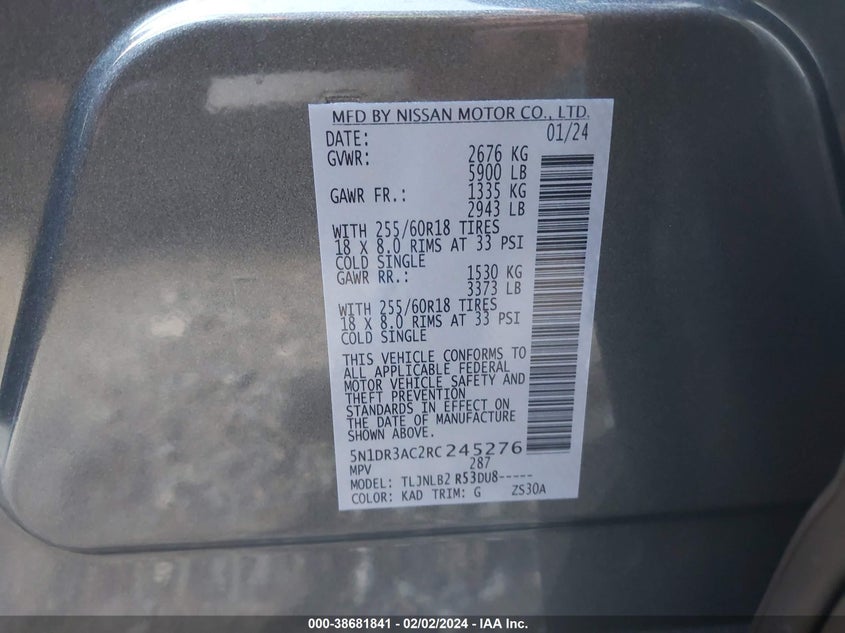 MFD BY NISSAN MOTOR CO., LTD.
DATE: 01/24
GVWR: 2676 KG
5900 LB
GAWR FR.: 1335 KG
2943 LB
WITH 255/60R18 TIRES
18 X 8.0 RIMS AT 33 PSI
COLD SINGLE
GAWR RR.: 1530 KG
3373 LB
WITH 255/60R18 TIRES
18 X 8.0 RIMS AT 33 PSI
COLD SINGLE
THIS VEHICLE CONFORMS TO
ALL APPLICABLE FEDERAL
MOTOR VEHICLE SAFETY AND
THEFT PREVENTION
STANDARDS IN EFFECT ON
THE DATE OF MANUFACTURE
SHOWN ABOVE.
5N1DR3AC2RC245276
MPV 287
MODEL: TLJNLB2 R53DU8-----
COLOR: KAD TRIM: G ZS30A
000-38681841 - 02/02/2024 - IAA Inc.